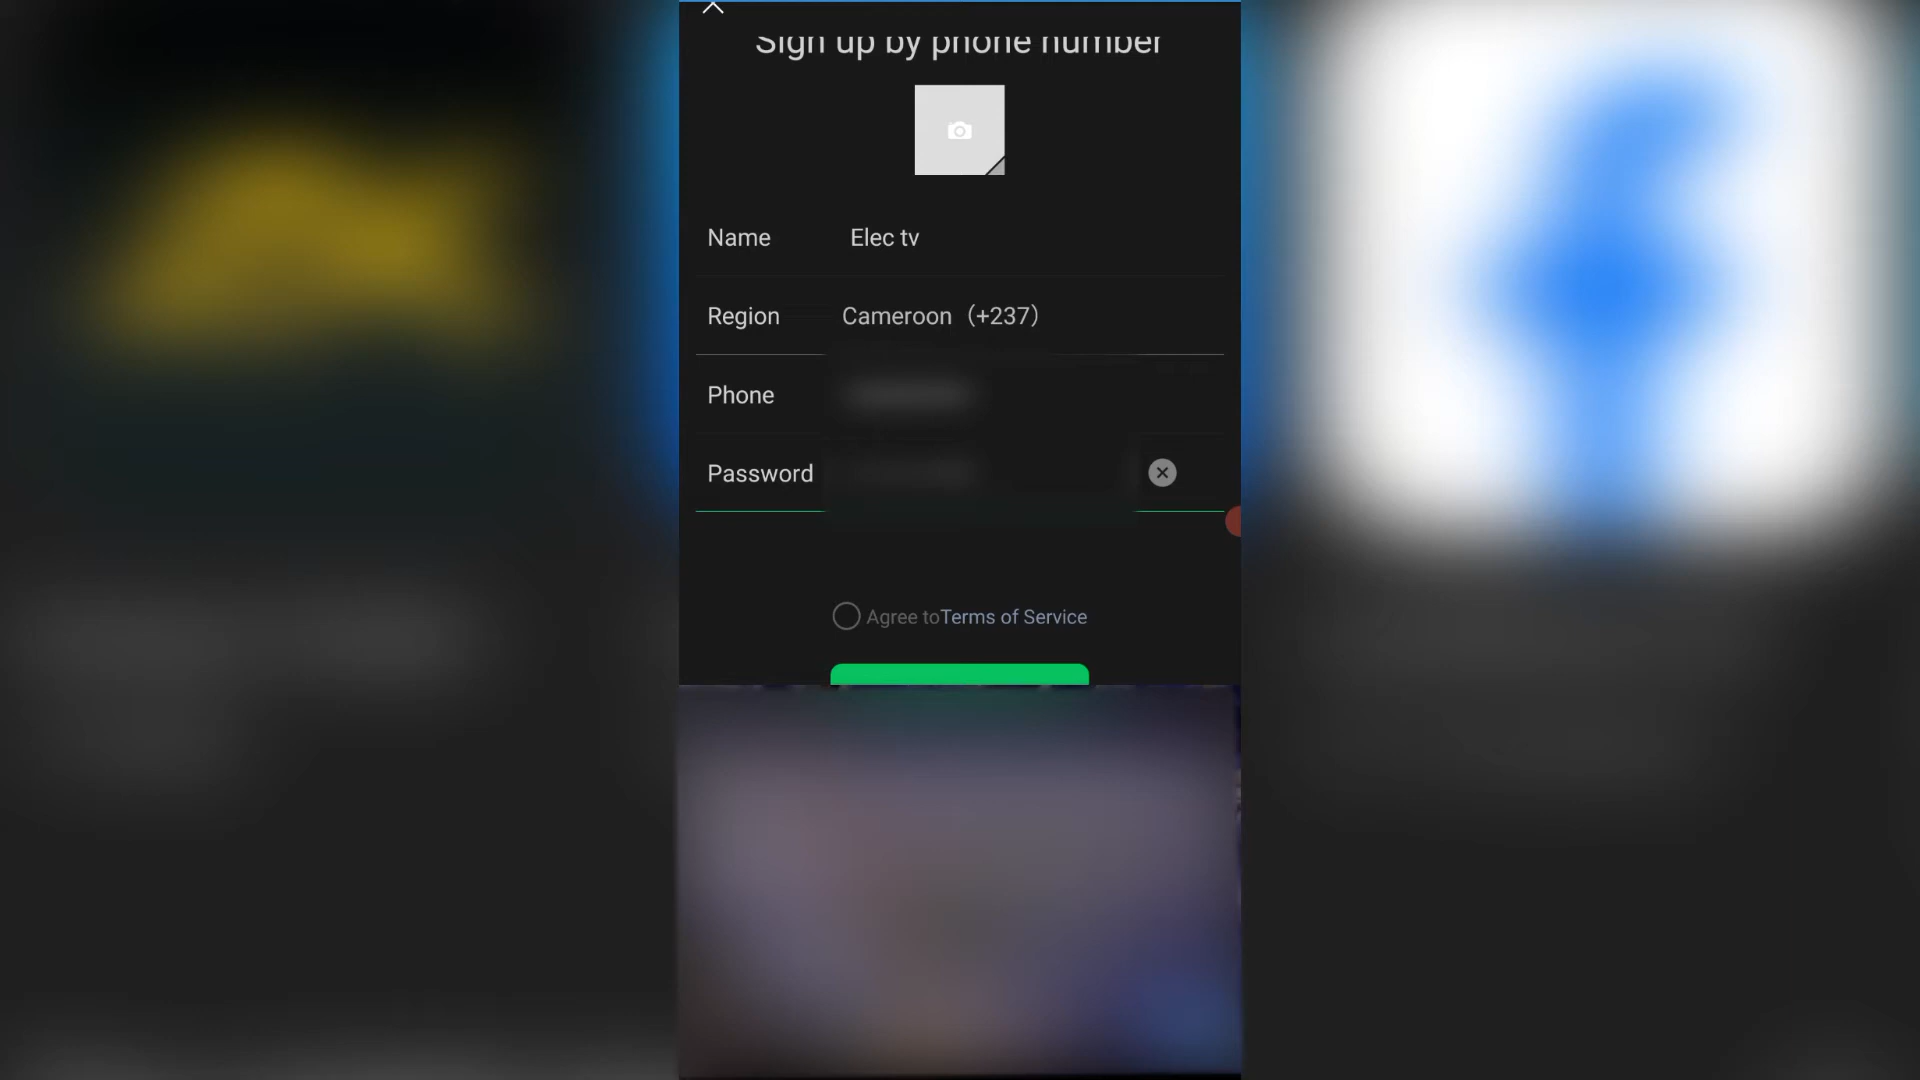 Sign up by phone number
Name Elec tv
Region Cameroon (+237)
Phone
Password
Agree toTerms of Service